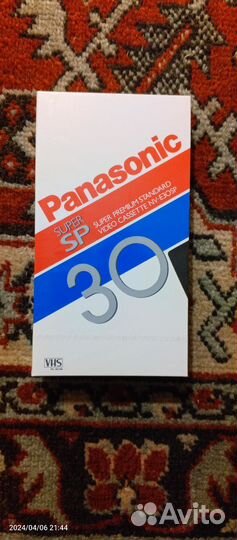 Panasonic
SUPER
SP
SUPER PREMIUM STANDARD
VIDEO CASSETTE NV-E30SP
30
VHS
2024/04/06 21:44
Avito